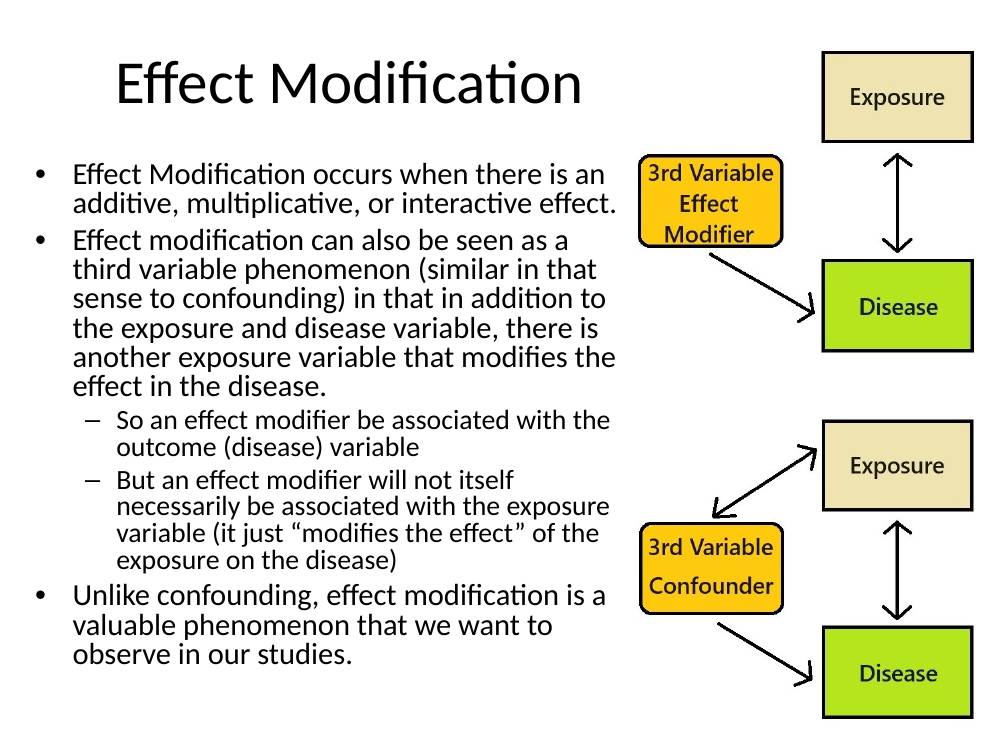 Effect Modification
• Effect Modification occurs when there is an
additive, multiplicative, or interactive effect.
• Effect modification can also be seen as a
third variable phenomenon (similar in that
sense to confounding) in that in addition to
the exposure and disease variable, there is
another exposure variable that modifies the
effect in the disease.
– So an effect modifier be associated with the
outcome (disease) variable
– But an effect modifier will not itself
necessarily be associated with the exposure
variable (it just “modifies the effect” of the
exposure on the disease)
• Unlike confounding, effect modification is a
valuable phenomenon that we want to
observe in our studies.
Exposure
3rd Variable
Effect
Modifier
Disease
Exposure
3rd Variable
Confounder
Disease